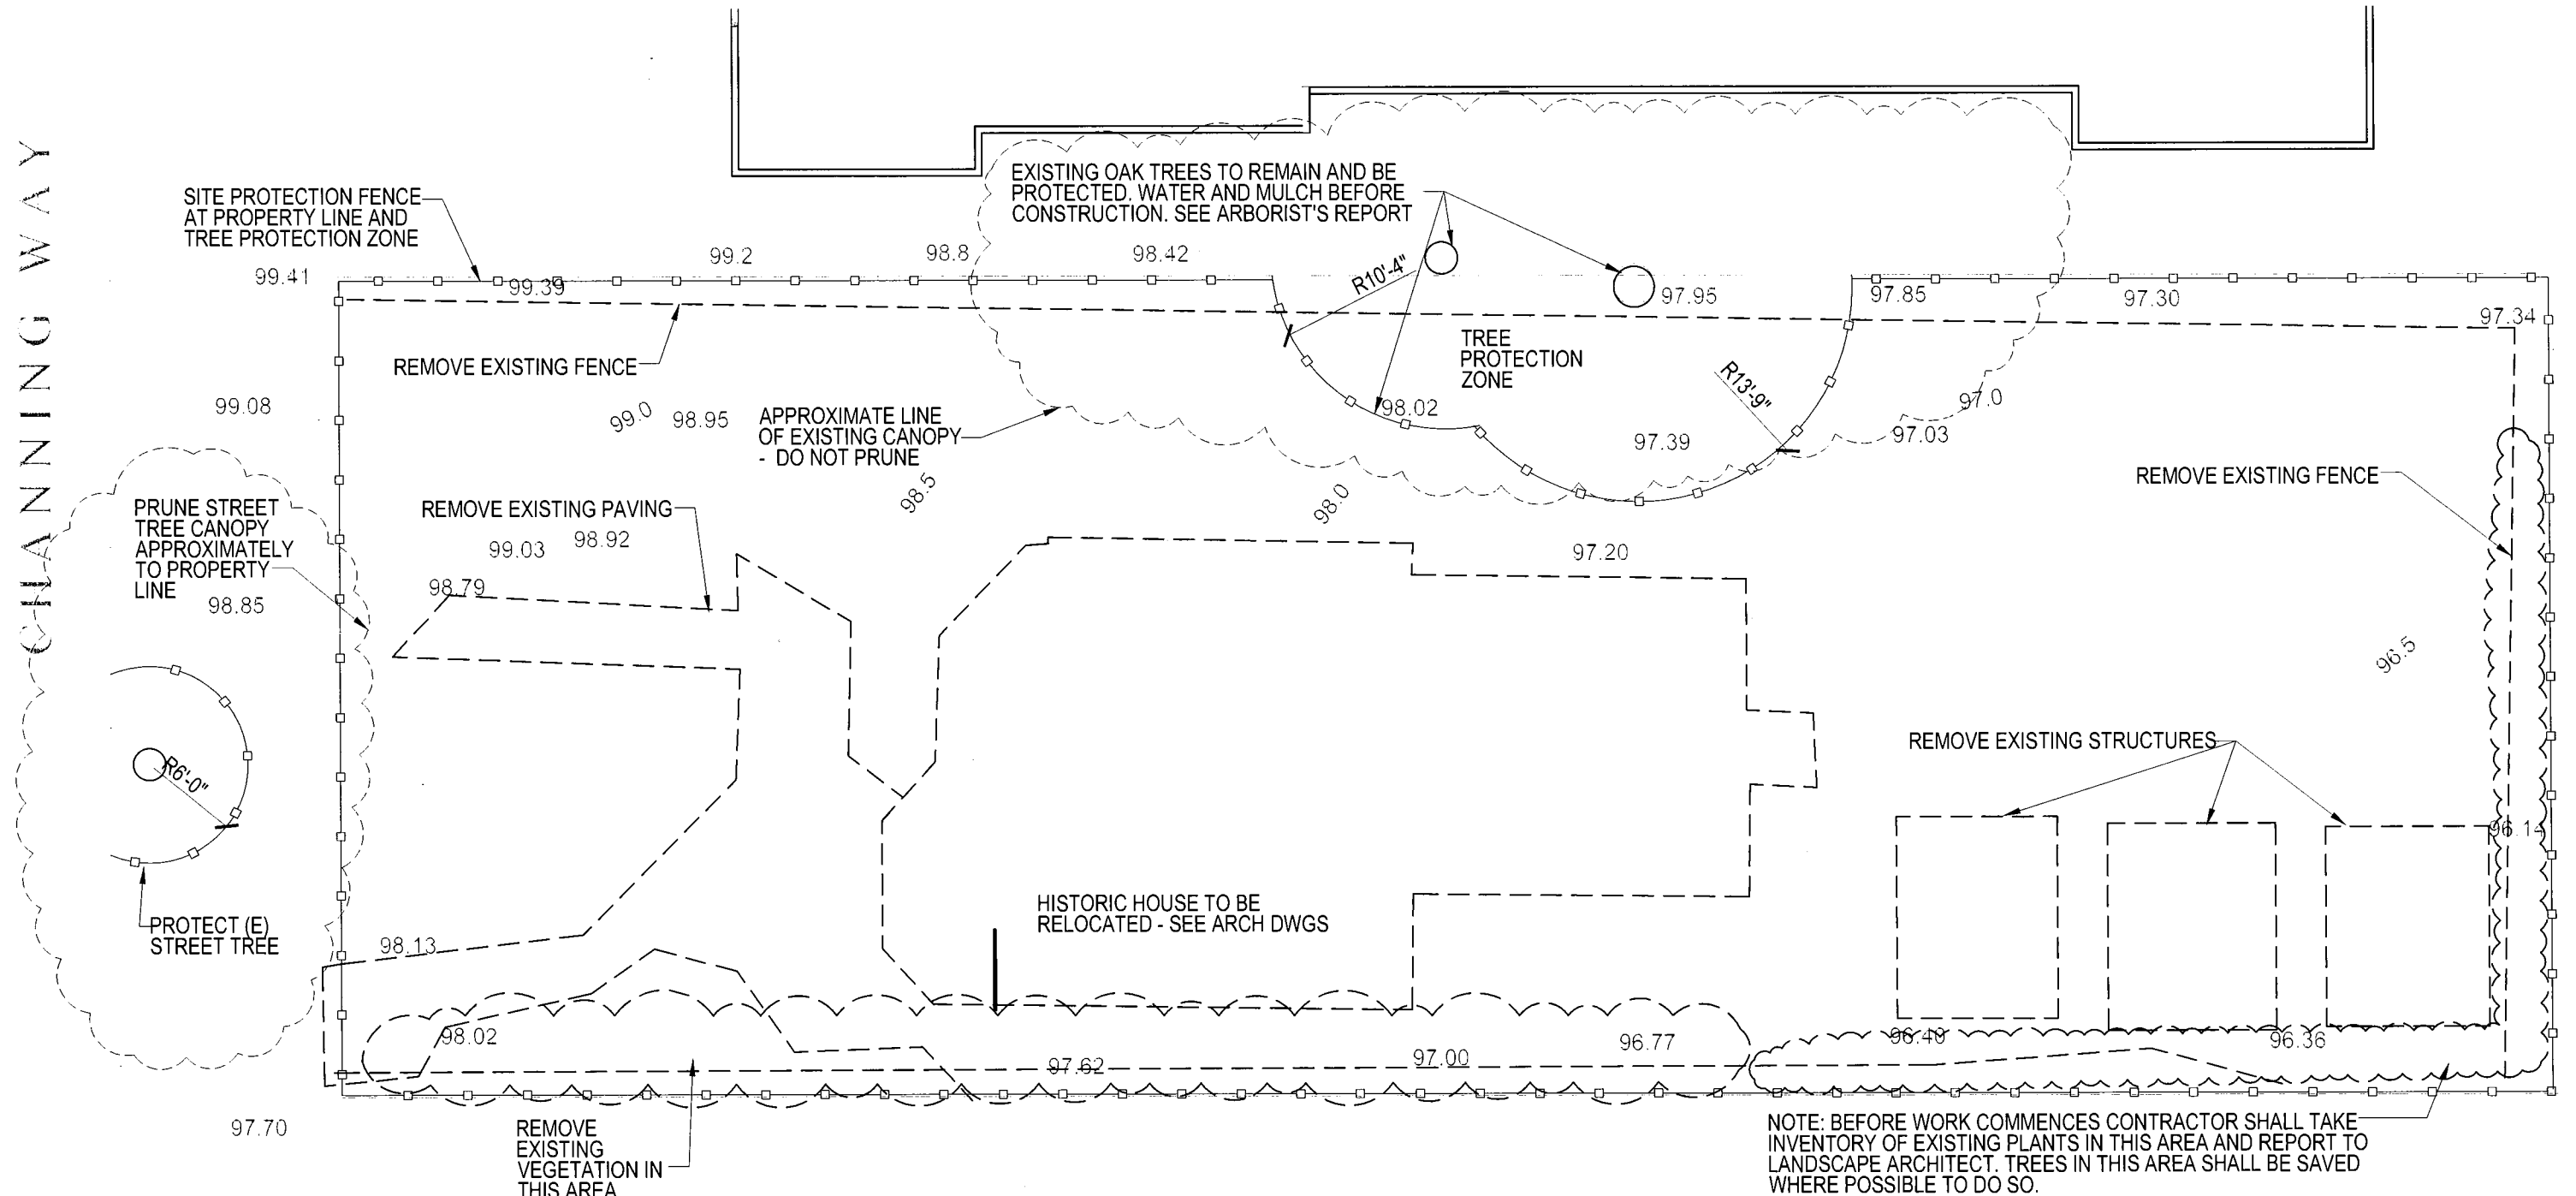 CHANNING WAY
SITE PROTECTION FENCE
AT PROPERTY LINE AND
TREE PROTECTION ZONE
EXISTING OAK TREES TO REMAIN AND BE
PROTECTED. WATER AND MULCH BEFORE
CONSTRUCTION. SEE ARBORIST'S REPORT
99.41
99.39
99.2
98.8
98.42
R10'-4"
97.95
97.85
97.30
97.34
REMOVE EXISTING FENCE
TREE
PROTECTION
ZONE
R13'-9"
99.08
99.0
98.95
APPROXIMATE LINE
OF EXISTING CANOPY
- DO NOT PRUNE
98.02
97.39
97.0
97.03
98.5
98.0
REMOVE EXISTING FENCE
PRUNE STREET
TREE CANOPY
APPROXIMATELY
TO PROPERTY
LINE
98.85
REMOVE EXISTING PAVING
99.03
98.92
98.79
97.20
96.5
R6'-0"
REMOVE EXISTING STRUCTURES
96.14
PROTECT (E)
STREET TREE
98.13
HISTORIC HOUSE TO BE
RELOCATED - SEE ARCH DWGS
98.02
97.62
97.00
96.77
96.40
96.36
97.70
REMOVE
EXISTING
VEGETATION IN
THIS AREA
NOTE: BEFORE WORK COMMENCES CONTRACTOR SHALL TAKE
INVENTORY OF EXISTING PLANTS IN THIS AREA AND REPORT TO
LANDSCAPE ARCHITECT. TREES IN THIS AREA SHALL BE SAVED
WHERE POSSIBLE TO DO SO.